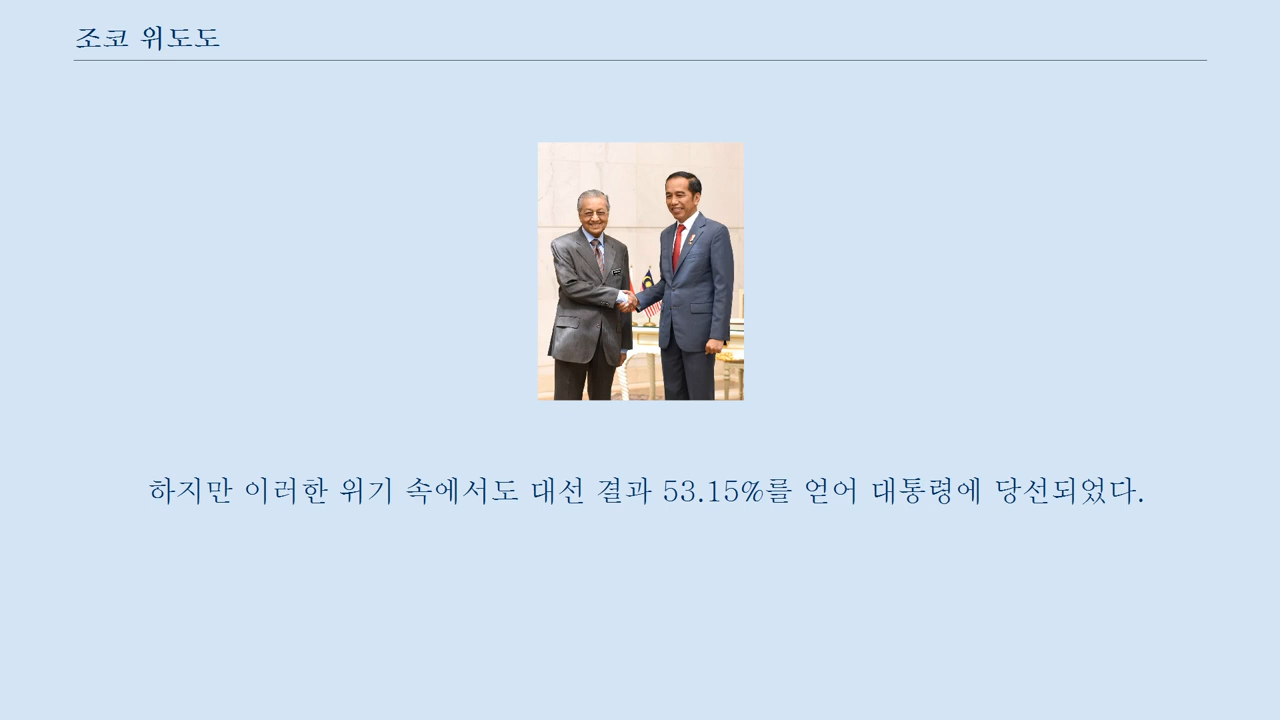 조코 위도도
하지만 이러한 위기 속에서도 대선 결과 53.15%를 얻어 대통령에 당선되었다.